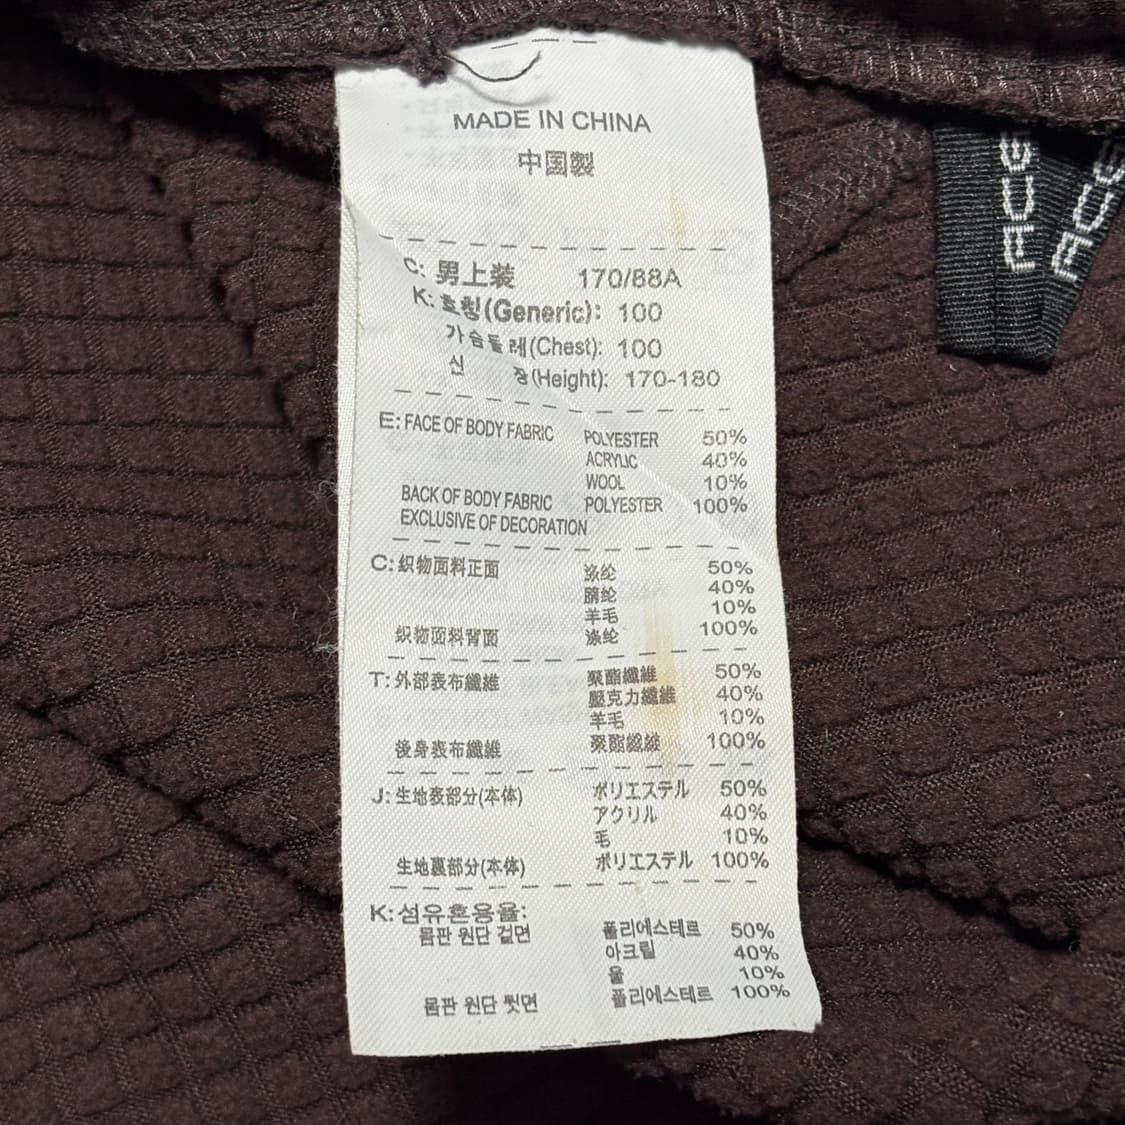 MADE IN CHINA
中国製
C: 男上装 170/88A
K: 호칭(Generic): 100
가슴둘레(Chest): 100
신 장(Height): 170-180
E: FACE OF BODY FABRIC POLYESTER 50%
ACRYLIC 40%
WOOL 10%
BACK OF BODY FABRIC POLYESTER 100%
EXCLUSIVE OF DECORATION
C: 织物面料正面 涤纶 50%
腈纶 40%
羊毛 10%
织物面料背面 涤纶 100%
T: 外部表布纖維 聚酯纖維 50%
壓克力纖維 40%
羊毛 10%
後身表布纖維 聚酯纖維 100%
J: 生地表部分(本体) ポリエステル 50%
アクリル 40%
毛 10%
生地裏部分(本体) ポリエステル 100%
K: 섬유혼용율:
몸판 원단 겉면 폴리에스테르 50%
아크릴 40%
울 10%
몸판 원단 뒷면 폴리에스테르 100%